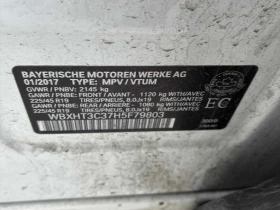 BAYERISCHE MOTOREN WERKE AG
01/2017 TYPE: MPV / VTUM
GVWR / PNBV: 2145 kg
GAWR / PNBE: FRONT / AVANT - 1120 kg WITH/AVEC
225/45 R19 TIRES/PNEUS, 8.0Jx19 RIMS/JANTES
GAWR / PNBE: REAR / ARRIERE - 1080 kg WITH/AVEC
225/45 R19 TIRES/PNEUS, 8.0Jx19 RIMS/JANTES
WBXHT3C37H5F79803
EC